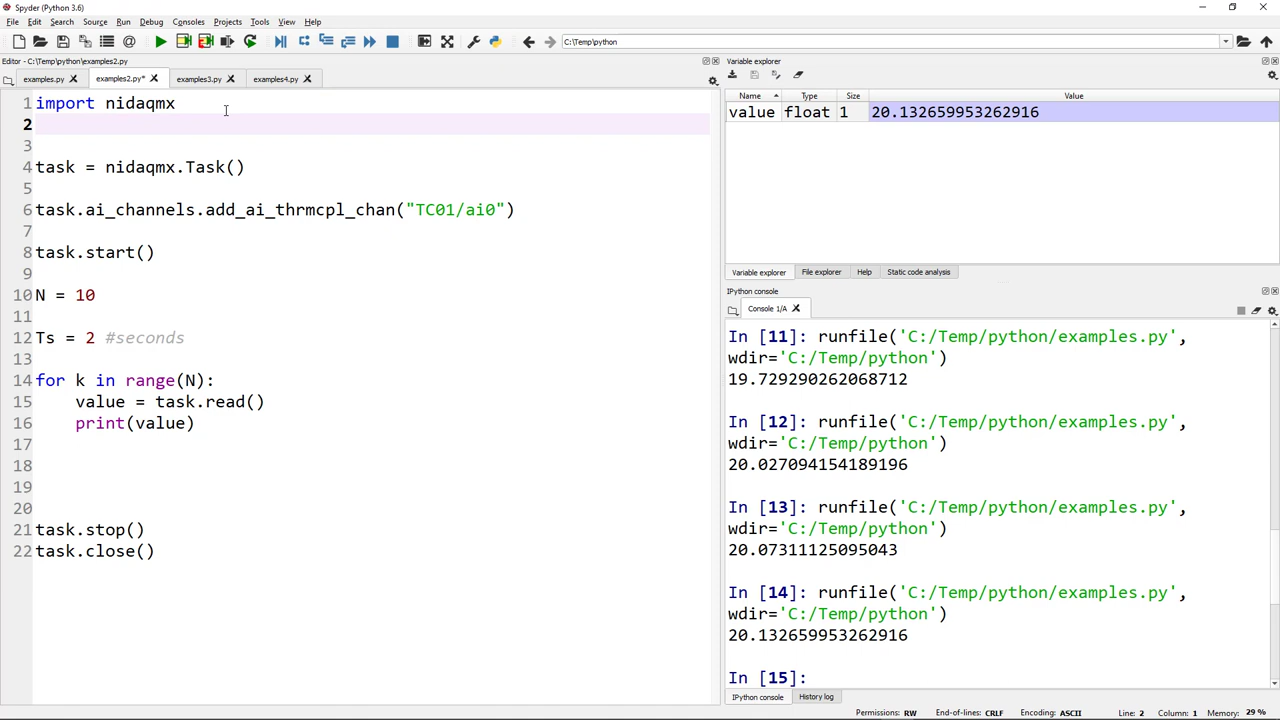 Spyder (Python 3.6)
File Edit Search Source Run Debug Consoles Projects Tools View Help
C:\Temp\python
Editor - C:\Temp\python\examples2.py
examples.py examples2.py* examples3.py examples4.py
1 import nidaqmx
2
3
4 task = nidaqmx.Task()
5
6 task.ai_channels.add_ai_thrmcpl_chan("TC01/ai0")
7
8 task.start()
9
10 N = 10
11
12 Ts = 2 #seconds
13
14 for k in range(N):
15 value = task.read()
16 print(value)
17
18
19
20
21 task.stop()
22 task.close()
Variable explorer
Name Type Size Value
value float 1 20.132659953262916
Variable explorer File explorer Help Static code analysis
IPython console
Console 1/A
In [11]: runfile('C:/Temp/python/examples.py',
wdir='C:/Temp/python')
19.729290262068712
In [12]: runfile('C:/Temp/python/examples.py',
wdir='C:/Temp/python')
20.027094154189196
In [13]: runfile('C:/Temp/python/examples.py',
wdir='C:/Temp/python')
20.07311125095043
In [14]: runfile('C:/Temp/python/examples.py',
wdir='C:/Temp/python')
20.132659953262916
In [15]:
IPython console History log
Permissions: RW End-of-lines: CRLF Encoding: ASCII Line: 2 Column: 1 Memory: 29 %